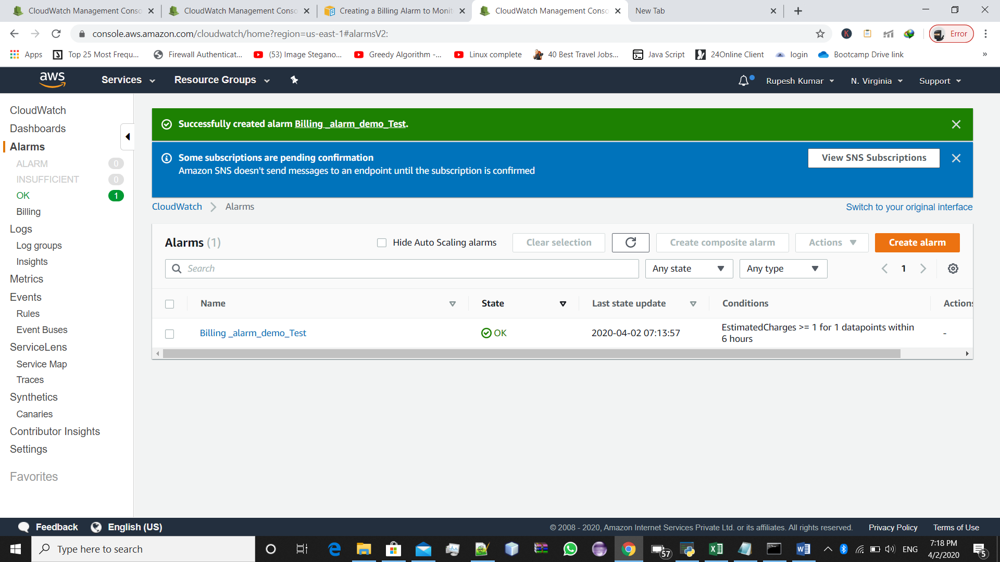 CloudWatch Management Conso
CloudWatch Management Conso
Creating a Billing Alarm to Monit
CloudWatch Management Conso
New Tab
console.aws.amazon.com/cloudwatch/home?region=us-east-1#alarmsV2:
K
Error
Apps
Top 25 Most Frequ...
Firewall Authenticat...
(53) Image Stegano...
Greedy Algorithm -...
Linux complete
40 Best Travel Jobs...
Java Script
24Online Client
login
Bootcamp Drive link
»
aws
Services
Resource Groups
Rupesh Kumar
N. Virginia
Support
CloudWatch
Dashboards
Alarms
ALARM 0
INSUFFICIENT 0
OK 1
Billing
Logs
Log groups
Insights
Metrics
Events
Rules
Event Buses
ServiceLens
Service Map
Traces
Synthetics
Canaries
Contributor Insights
Settings
Favorites
Successfully created alarm Billing _alarm_demo_Test.
Some subscriptions are pending confirmation
Amazon SNS doesn't send messages to an endpoint until the subscription is confirmed
View SNS Subscriptions
CloudWatch
Alarms
Switch to your original interface
Alarms (1)
Hide Auto Scaling alarms
Clear selection
Create composite alarm
Actions
Create alarm
Search
Any state
Any type
1
Name
State
Last state update
Conditions
Actions
Billing _alarm_demo_Test
OK
2020-04-02 07:13:57
EstimatedCharges >= 1 for 1 datapoints within
6 hours
-
Feedback
English (US)
© 2008 - 2020, Amazon Internet Services Private Ltd. or its affiliates. All rights reserved.
Privacy Policy
Terms of Use
Type here to search
57
ENG
7:18 PM
4/2/2020
5